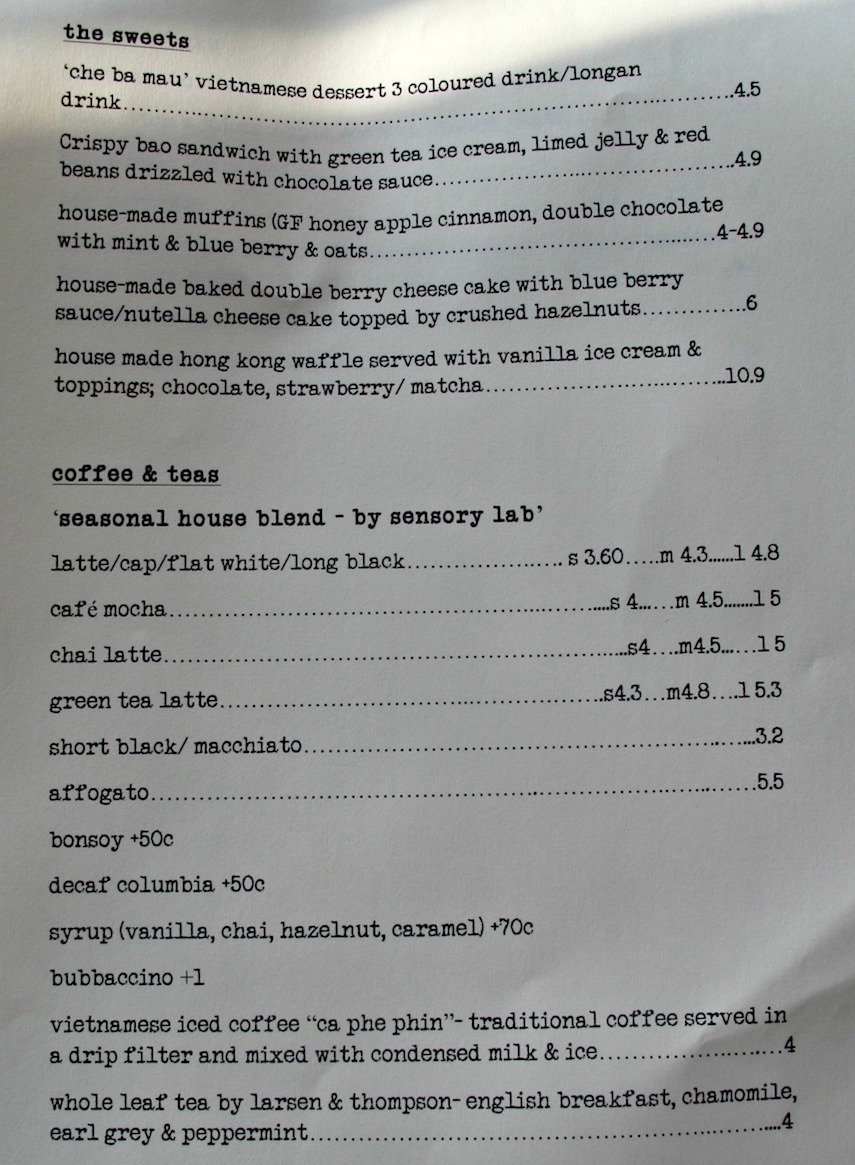 the sweets
'che ba mau' vietnamese dessert 3 coloured drink/longan
drink..................................................................................4.5
Crispy bao sandwich with green tea ice cream, limed jelly & red
beans drizzled with chocolate sauce..........................................4.9
house-made muffins (GF honey apple cinnamon, double chocolate
with mint & blue berry & oats................................................4-4.9
house-made baked double berry cheese cake with blue berry
sauce/nutella cheese cake topped by crushed hazelnuts..............6
house made hong kong waffle served with vanilla ice cream &
toppings; chocolate, strawberry/ matcha.................................10.9
coffee & teas
'seasonal house blend - by sensory lab'
latte/cap/flat white/long black..................... s 3.60.....m 4.3......l 4.8
café mocha............................................................s 4......m 4.5.......l 5
chai latte................................................................s4....m4.5......l 5
green tea latte.......................................................s4.3...m4.8....l 5.3
short black/ macchiato...............................................................3.2
affogato.....................................................................................5.5
bonsoy +50c
decaf columbia +50c
syrup (vanilla, chai, hazelnut, caramel) +70c
bubbaccino +1
vietnamese iced coffee “ca phe phin”- traditional coffee served in
a drip filter and mixed with condensed milk & ice.........................4
whole leaf tea by larsen & thompson- english breakfast, chamomile,
earl grey & peppermint................................................................4